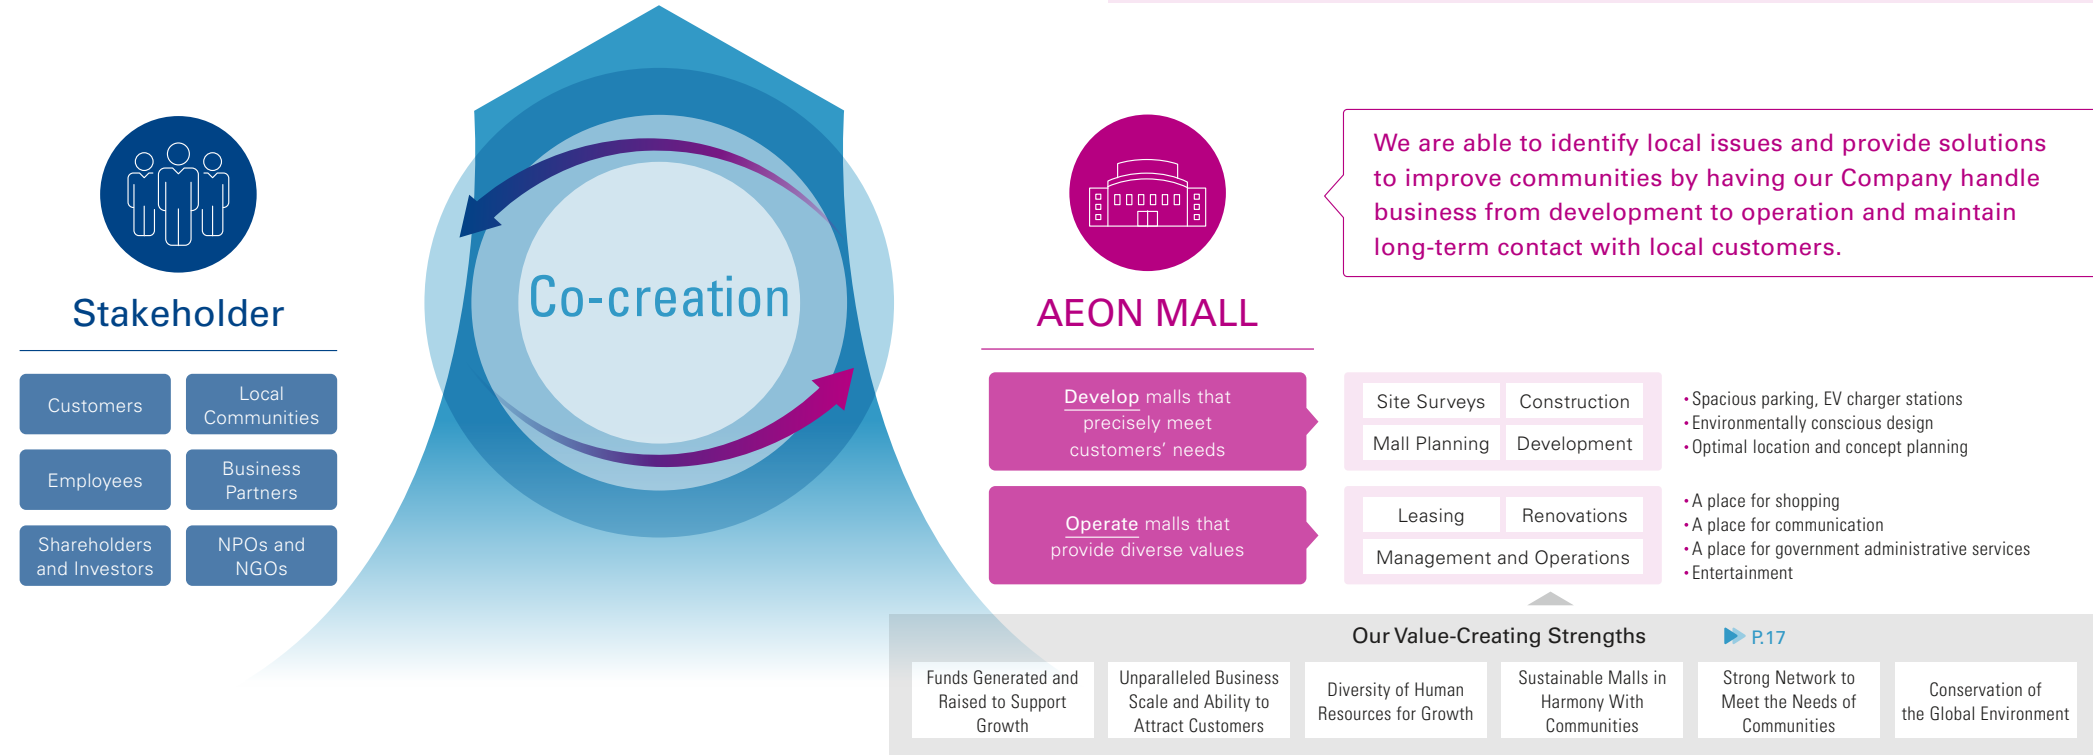 Stakeholder
Customers
Local
Communities
Employees
Business
Partners
Shareholders
and Investors
NPOs and
NGOs
Co-creation
AEON MALL
We are able to identify local issues and provide solutions
to improve communities by having our Company handle
business from development to operation and maintain
long-term contact with local customers.
Develop malls that
precisely meet
customers’ needs
Site Surveys
Construction
Mall Planning
Development
•Spacious parking, EV charger stations
•Environmentally conscious design
•Optimal location and concept planning
Operate malls that
provide diverse values
Leasing
Renovations
Management and Operations
•A place for shopping
•A place for communication
•A place for government administrative services
•Entertainment
Our Value-Creating Strengths
P.17
Funds Generated and
Raised to Support
Growth
Unparalleled Business
Scale and Ability to
Attract Customers
Diversity of Human
Resources for Growth
Sustainable Malls in
Harmony With
Communities
Strong Network to
Meet the Needs of
Communities
Conservation of
the Global Environment